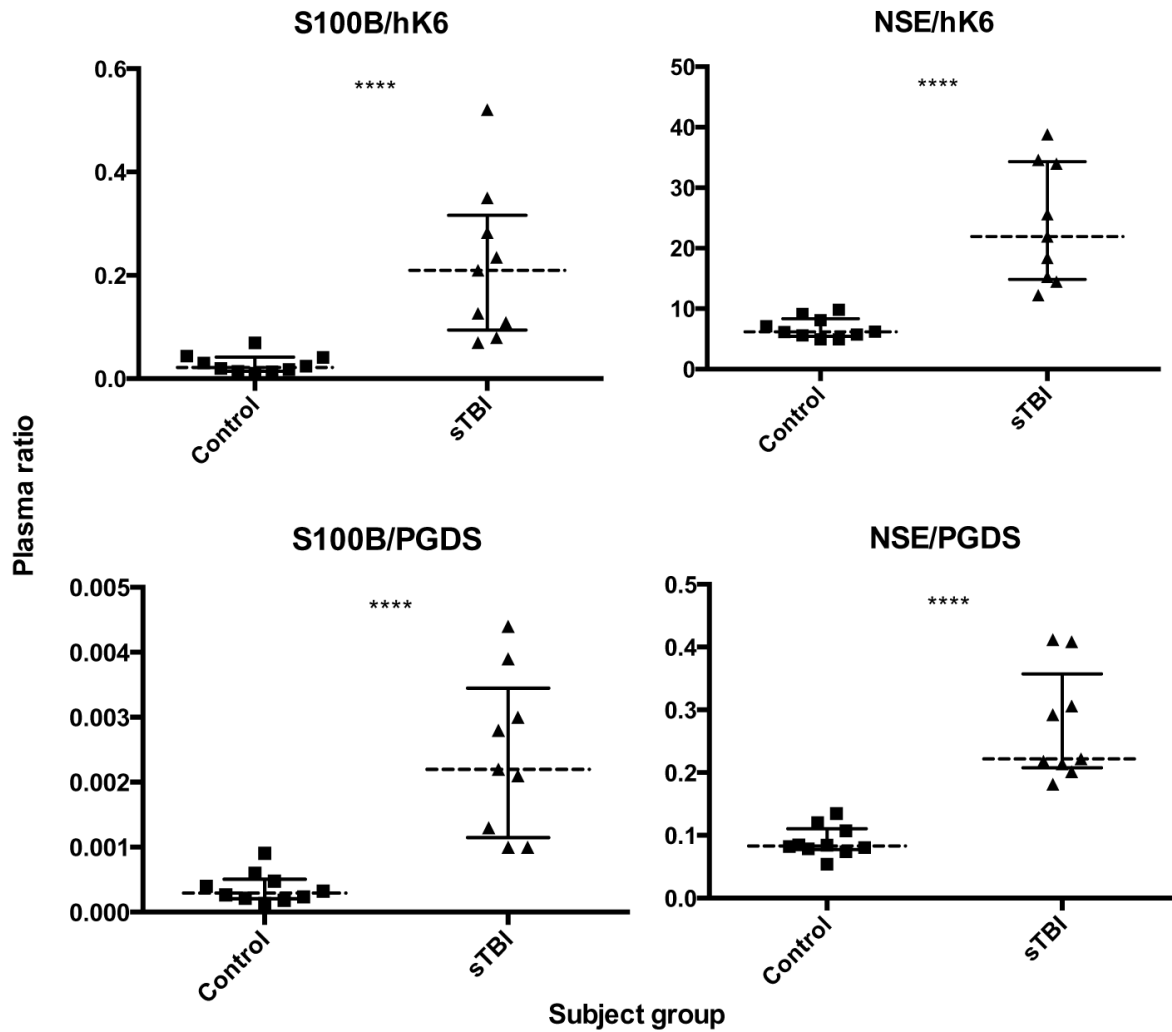 S100B/hK6
NSE/hK6
****
****
0.6
0.4
0.2
0.0
50
40
30
20
10
0
Control
sTBI
Control
sTBI
Plasma ratio
S100B/PGDS
NSE/PGDS
****
****
0.005
0.004
0.003
0.002
0.001
0.000
0.5
0.4
0.3
0.2
0.1
0.0
Control
sTBI
Control
sTBI
Subject group